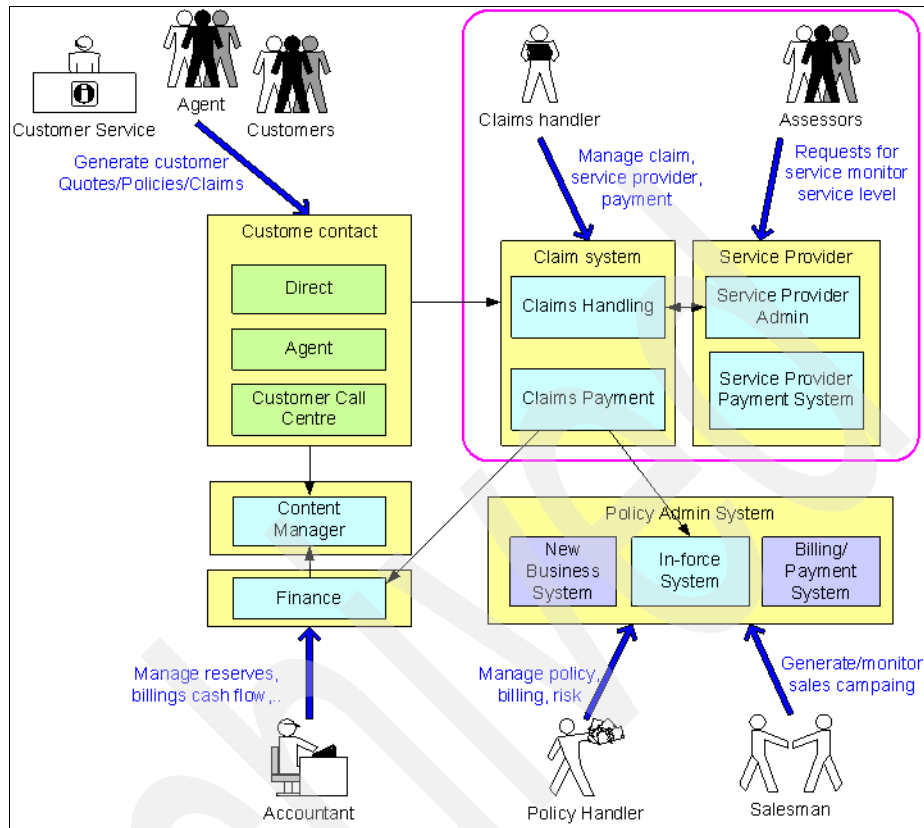 Customer Service
Agent
Customers
Generate customer
Quotes/Policies/Claims
Claims handler
Assessors
Manage claim,
service provider,
payment
Requests for
service monitor
service level
Custome contact
Direct
Agent
Customer Call
Centre
Claim system
Claims Handling
Claims Payment
Service Provider
Service Provider
Admin
Service Provider
Payment System
Content
Manager
Finance
Policy Admin System
New
Business
System
In-force
System
Billing/
Payment
System
Manage reserves,
billings cash flow,..
Manage policy,
billing, risk
Generate/monitor
sales campaing
Accountant
Policy Handler
Salesman